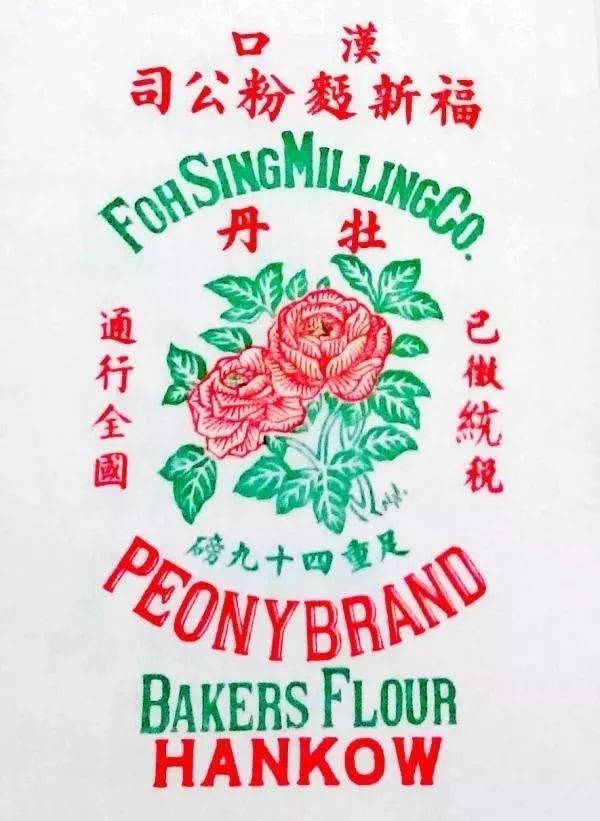 漢口
福新麵粉公司
FOH SING MILLING CO.
牡丹
已徵統税
通行全國
足重四十九磅
PEONY BRAND
BAKERS FLOUR
HANKOW